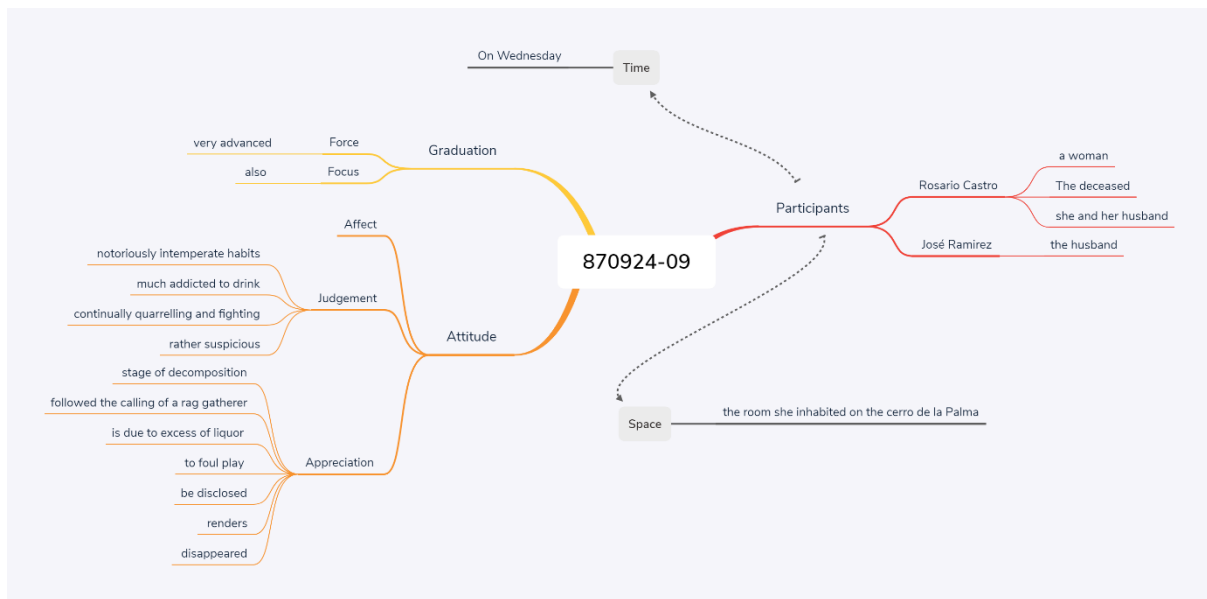 On Wednesday
Time
very advanced
Force
Graduation
also
Focus
Affect
notoriously intemperate habits
much addicted to drink
Judgement
continually quarrelling and fighting
rather suspicious
Attitude
stage of decomposition
followed the calling of a rag gatherer
is due to excess of liquor
to foul play
Appreciation
be disclosed
renders
disappeared
870924-09
Participants
Rosario Castro
a woman
The deceased
she and her husband
José Ramirez
the husband
Space
the room she inhabited on the cerro de la Palma